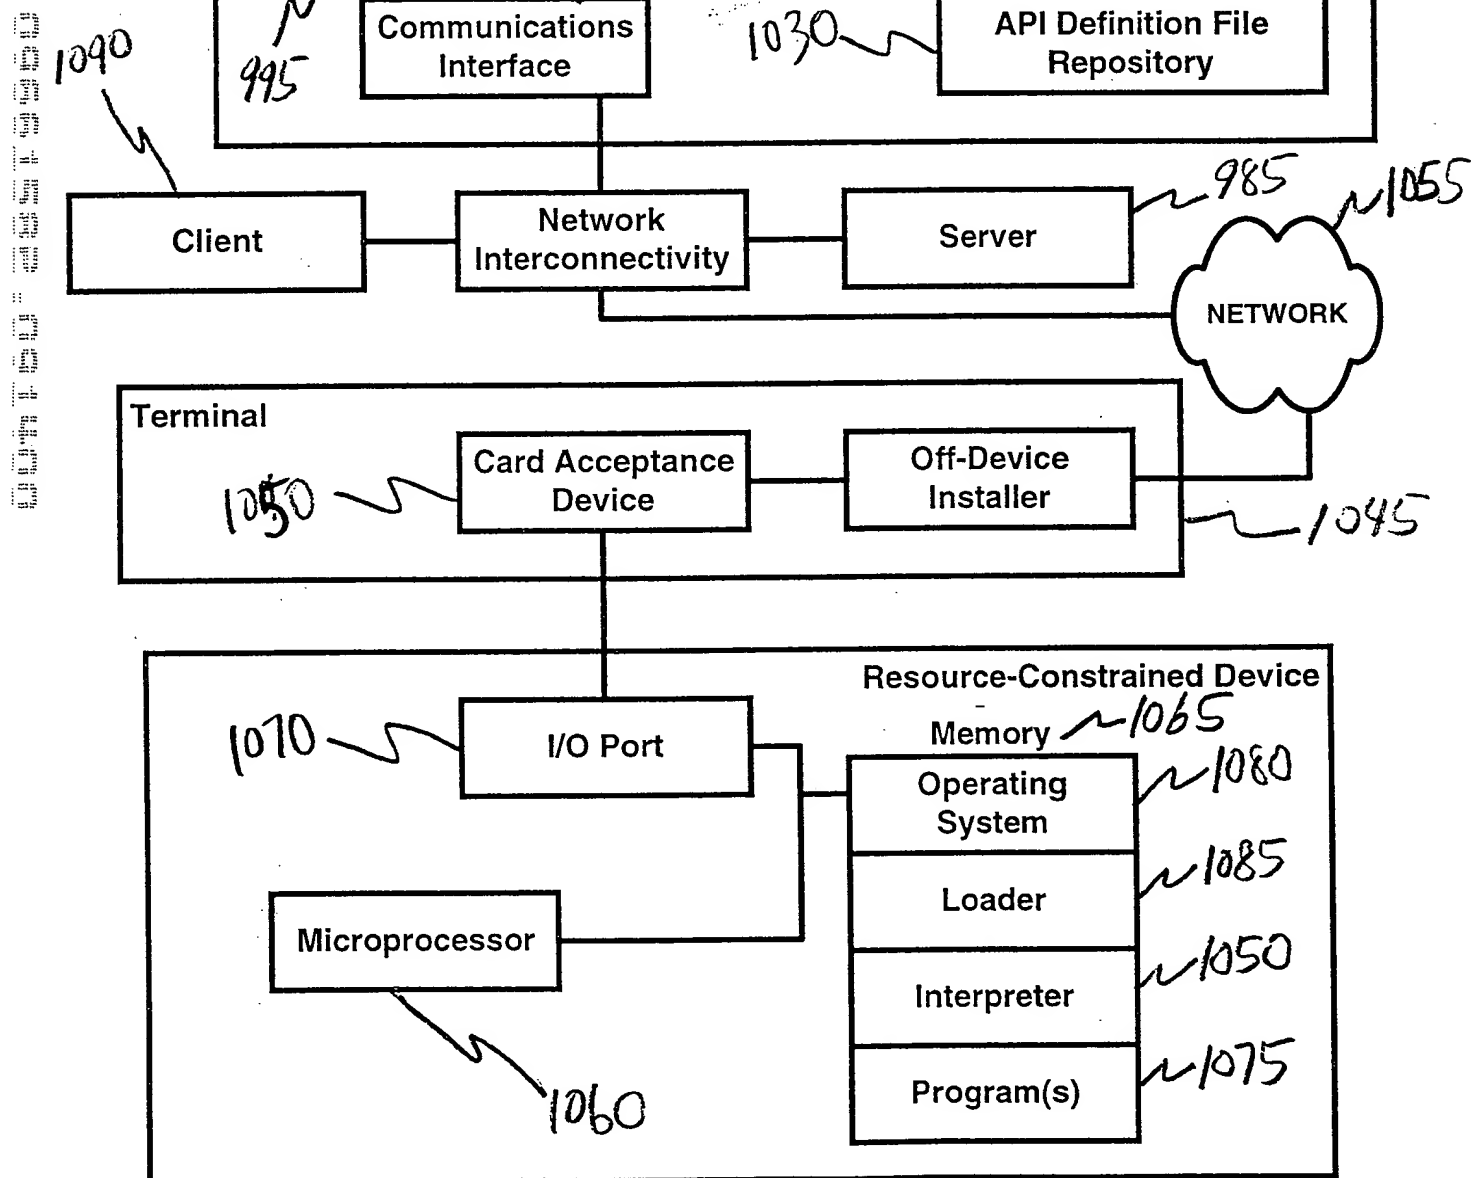 Communications
Interface
995
1030
API Definition File
Repository
1090
Client
Network
Interconnectivity
Server
985
1055
NETWORK
Terminal
Card Acceptance
Device
Off-Device
Installer
1050
1045
Resource-Constrained Device
1070
I/O Port
Memory
1065
Operating
System
1080
Loader
1085
Microprocessor
Interpreter
1050
Program(s)
1075
1060